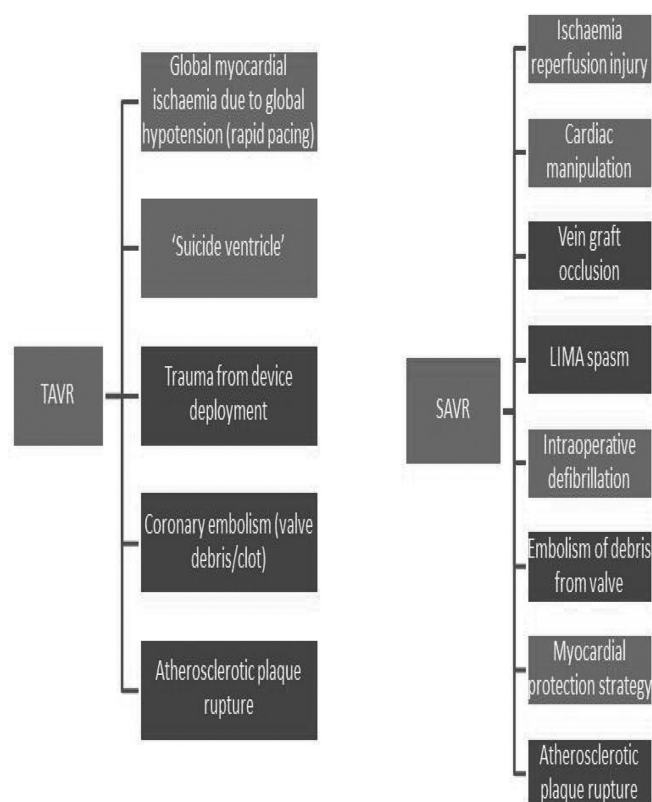 TAVR
Global myocardial
ischaemia due to global
hypotension (rapid pacing)
‘Suicide ventricle’
Trauma from device
deployment
Coronary embolism (valve
debris/clot)
Atherosclerotic plaque
rupture
SAVR
Ischaemia
reperfusion injury
Cardiac
manipulation
Vein graft
occlusion
LIMA spasm
Intraoperative
defibrillation
Embolism of debris
from valve
Myocardial
protection strategy
Atherosclerotic
plaque rupture